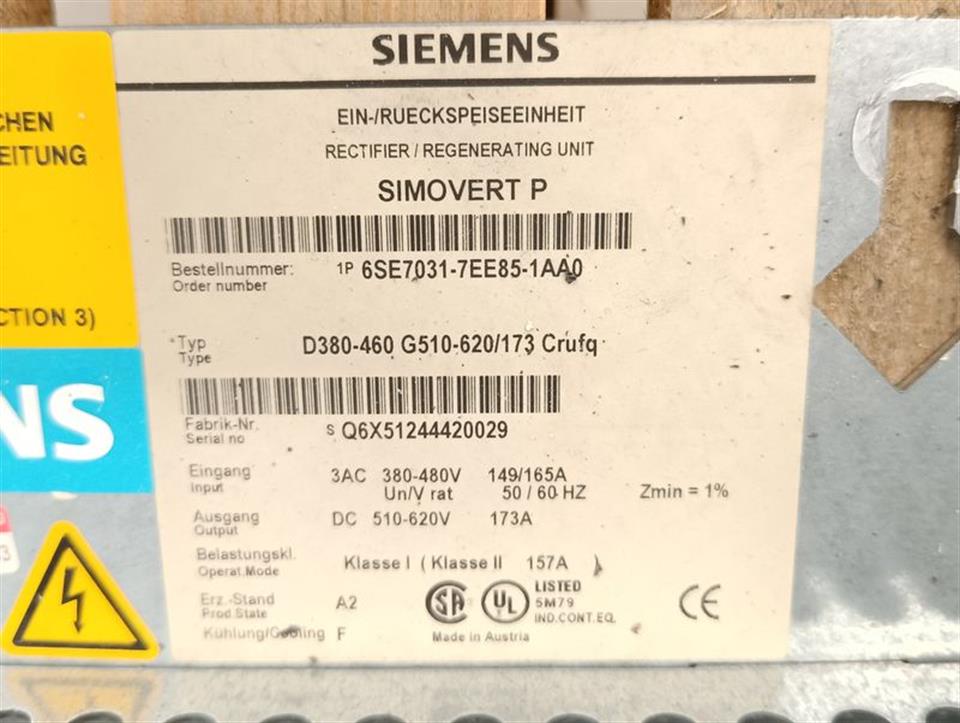 SIEMENS
EIN-/RUECKSPEISEEINHEIT
RECTIFIER / REGENERATING UNIT
SIMOVERT P
Bestellnummer: 1P 6SE7031-7EE85-1AA0
Order number
Typ D380-460 G510-620/173 Crufq
Type
Fabrik-Nr. S Q6X51244420029
Serial no
Eingang 3AC 380-480V 149/165A
Input Un/V rat 50 / 60 HZ Zmin = 1%
Ausgang DC 510-620V 173A
Output
Belastungskl. Klasse I ( Klasse II 157A )
Operat.Mode
Erz.-Stand A2
Prod.State
Kühlung/Cooling F
SA UL LISTED
5M79
IND.CONT.EQ.
CE
Made in Austria
CHEN
EITUNG
CTION 3)
NS